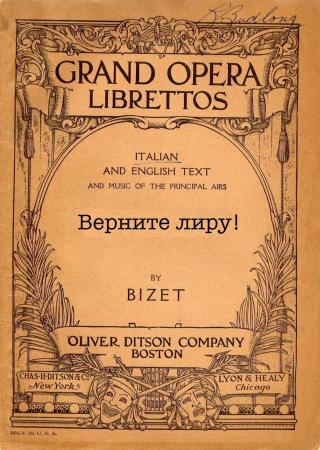 K. Budlong
GRAND OPERA
LIBRETTOS
ITALIAN
AND ENGLISH TEXT
AND MUSIC OF THE PRINCIPAL AIRS
Верните лиру!
BY
BIZET
OLIVER DITSON COMPANY
BOSTON
CHAS·H·DITSON & Co.
New York
LYON & HEALY
Chicago
MADE IN U. S. A.